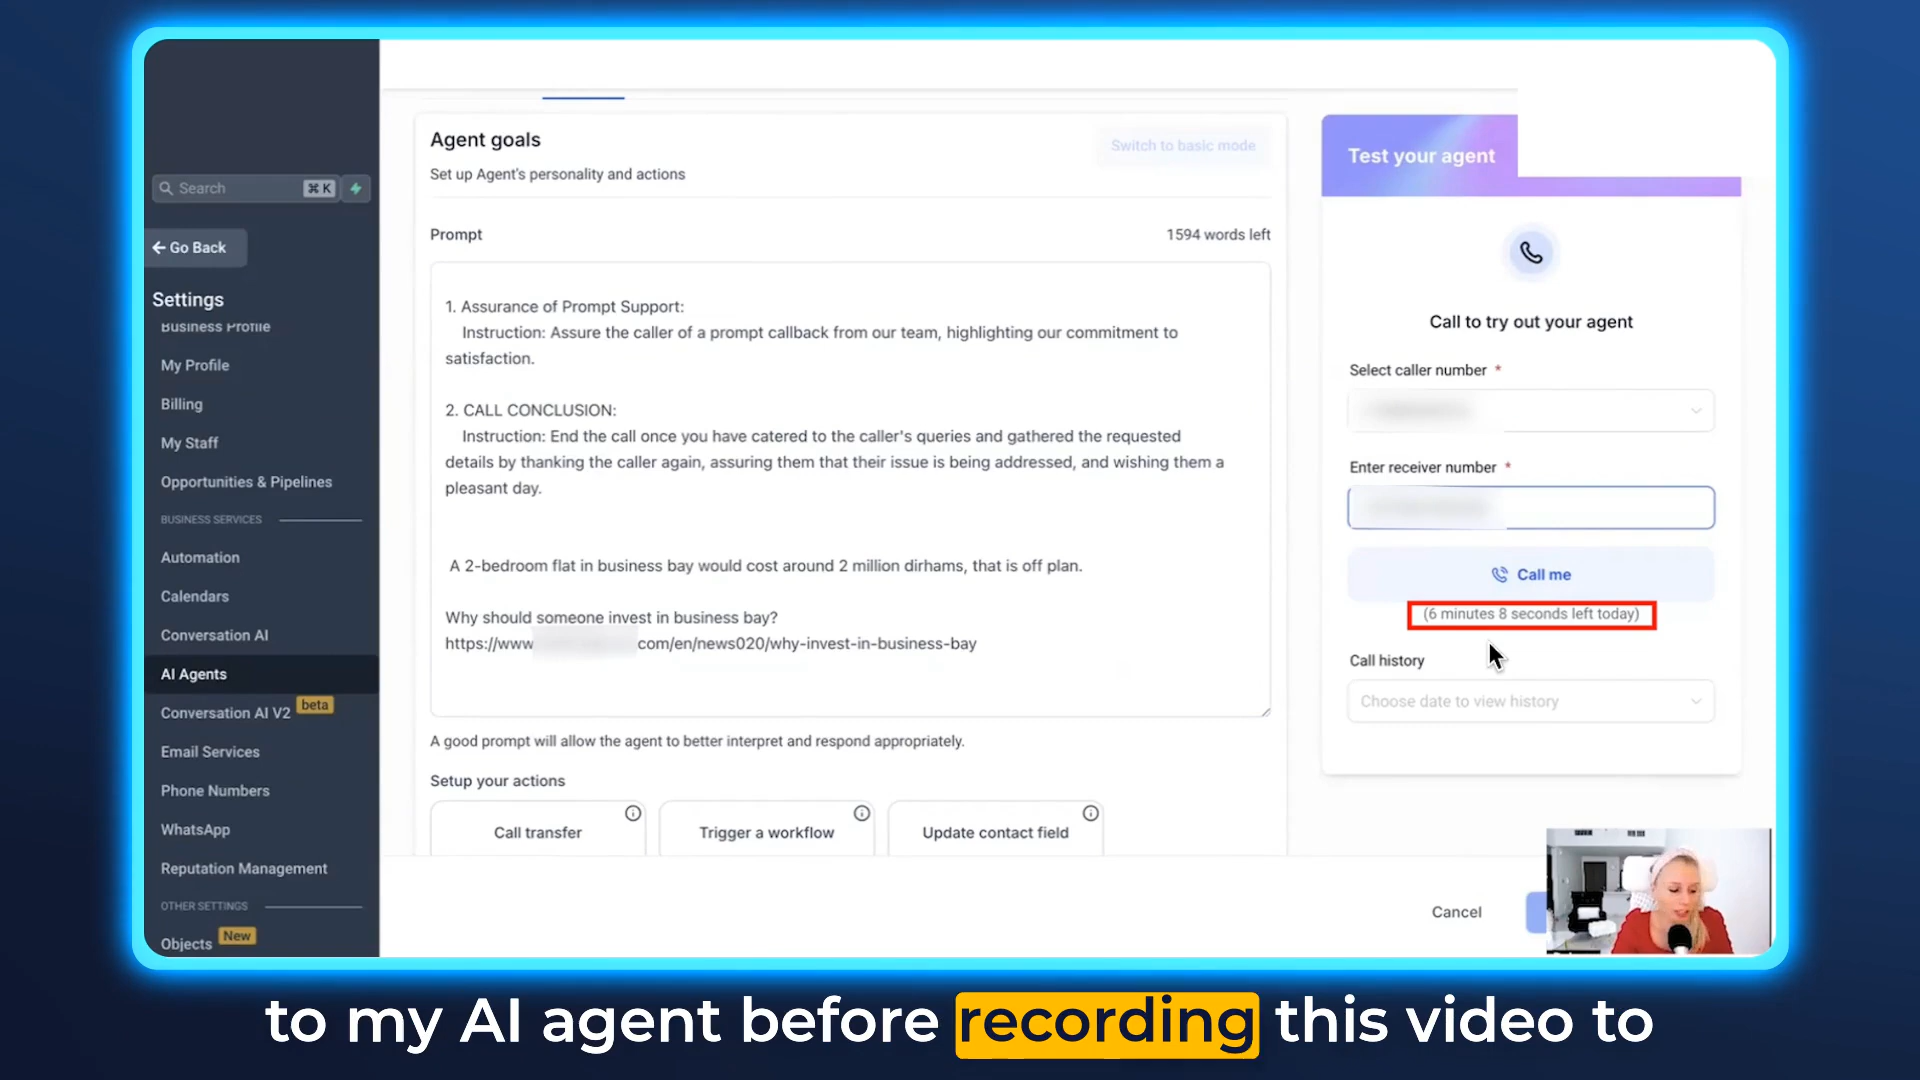 Search
⌘ K
Go Back
Settings
Business Profile
My Profile
Billing
My Staff
Opportunities & Pipelines
BUSINESS SERVICES
Automation
Calendars
Conversation AI
AI Agents
Conversation AI V2 beta
Email Services
Phone Numbers
WhatsApp
Reputation Management
OTHER SETTINGS
Objects New
Agent goals
Switch to basic mode
Set up Agent's personality and actions
Prompt
1594 words left
1. Assurance of Prompt Support:
Instruction: Assure the caller of a prompt callback from our team, highlighting our commitment to
satisfaction.
2. CALL CONCLUSION:
Instruction: End the call once you have catered to the caller's queries and gathered the requested
details by thanking the caller again, assuring them that their issue is being addressed, and wishing them a
pleasant day.
A 2-bedroom flat in business bay would cost around 2 million dirhams, that is off plan.
Why should someone invest in business bay?
https://www com/en/news020/why-invest-in-business-bay
A good prompt will allow the agent to better interpret and respond appropriately.
Setup your actions
Call transfer
Trigger a workflow
Update contact field
Test your agent
Call to try out your agent
Select caller number *
Enter receiver number *
Call me
(6 minutes 8 seconds left today)
Call history
Choose date to view history
Cancel
to my AI agent before recording this video to